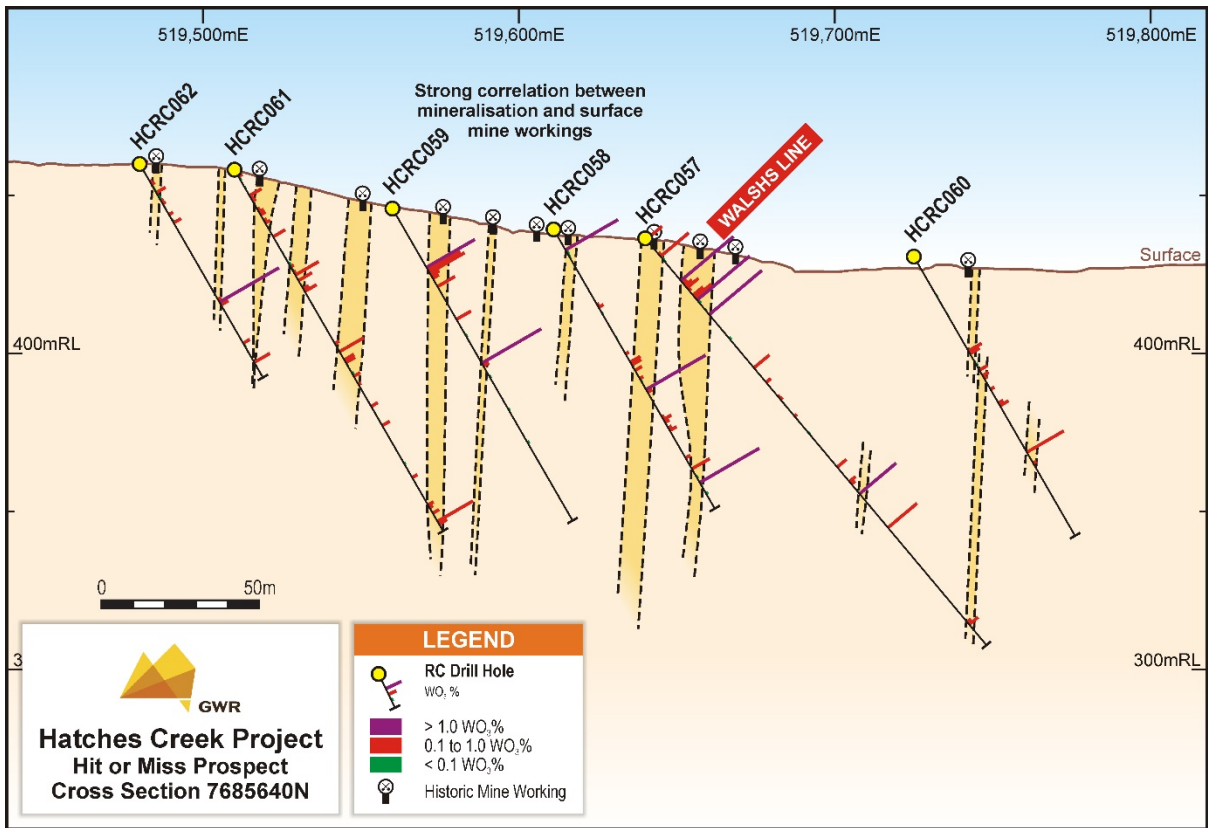 519,500mE
519,600mE
519,700mE
519,800mE
Strong correlation between
mineralisation and surface
mine workings
HCRC062
HCRC061
HCRC059
HCRC058
HCRC057
WALSHS LINE
HCRC060
Surface
400mRL
400mRL
0
50m
3
300mRL
GWR
Hatches Creek Project
Hit or Miss Prospect
Cross Section 7685640N
LEGEND
RC Drill Hole
WO₃ %
> 1.0 WO₃%
0.1 to 1.0 WO₃%
< 0.1 WO₃%
Historic Mine Working